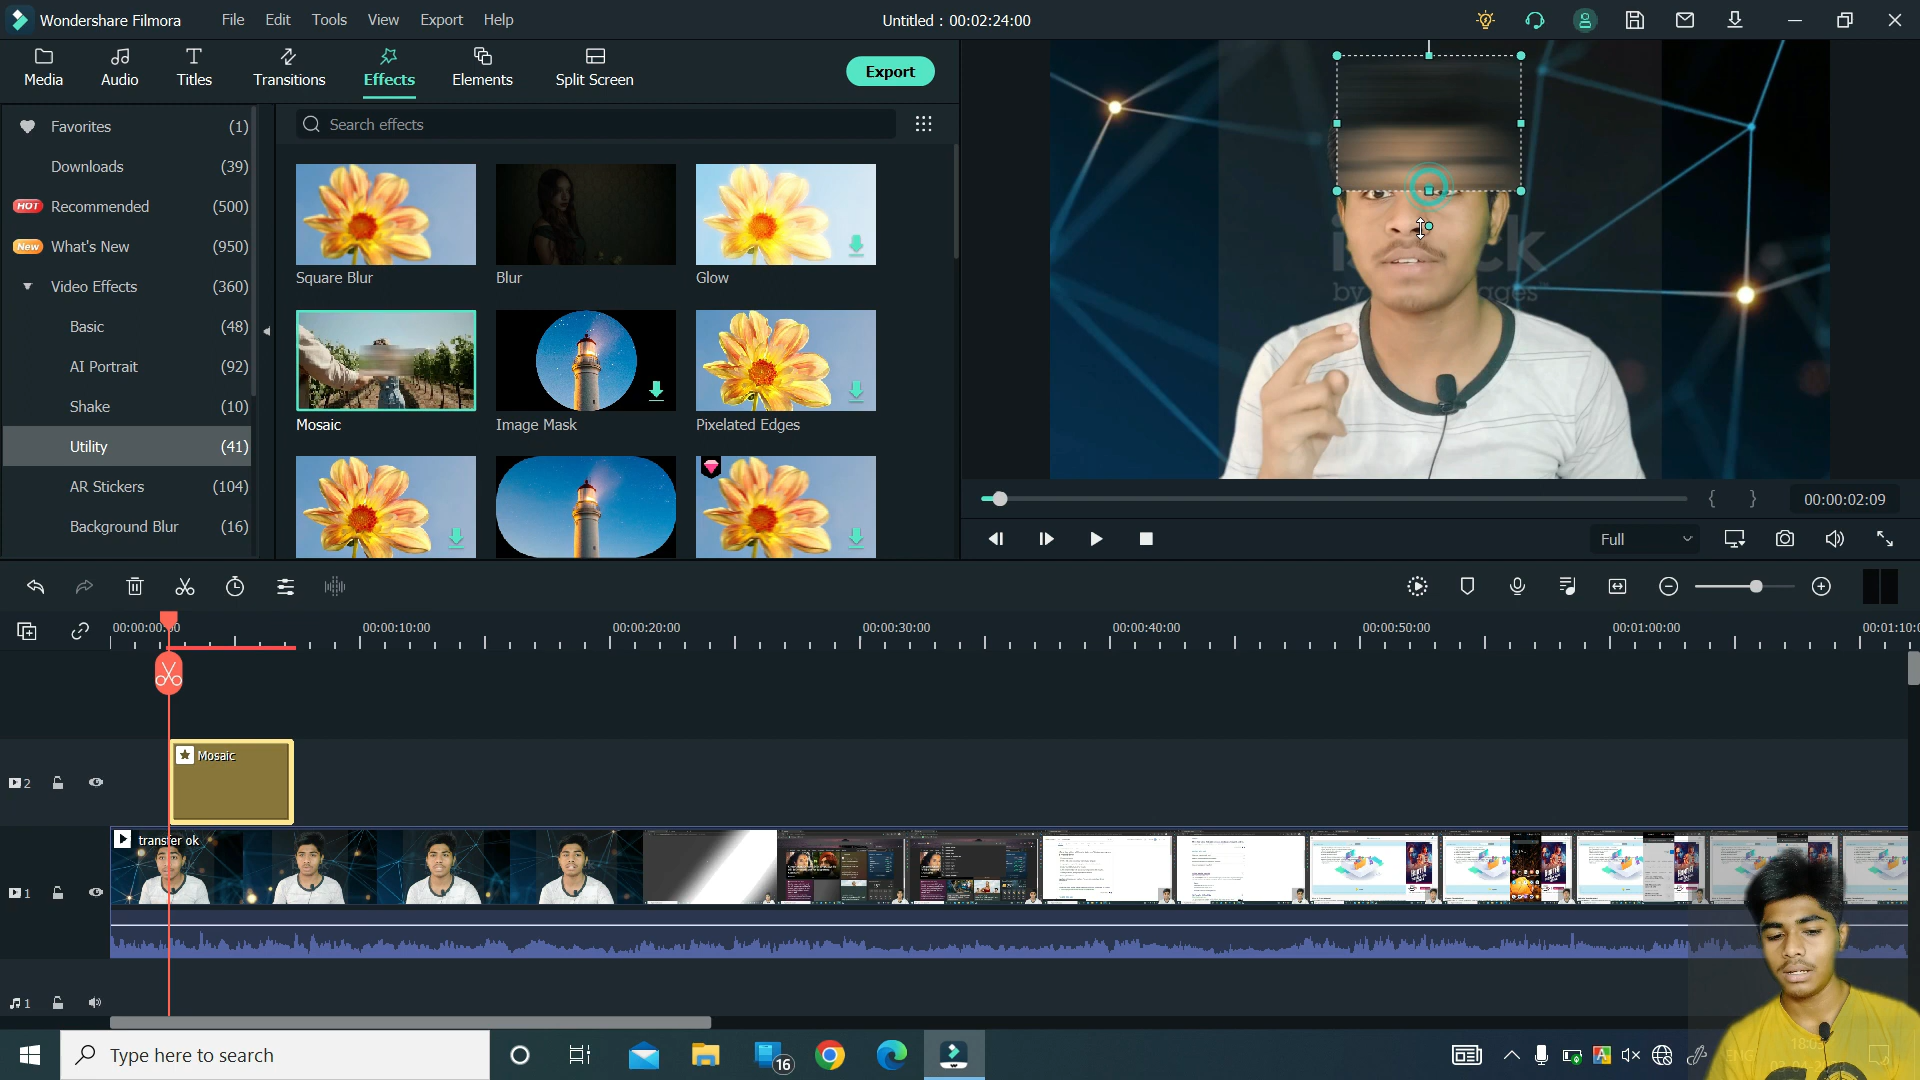 Wondershare Filmora
File Edit Tools View Export Help
Untitled : 00:02:24:00
Media Audio Titles Transitions Effects Elements Split Screen
Export
Favorites (1)
Downloads (39)
HOT Recommended (500)
New What's New (950)
Video Effects (360)
Basic (48)
AI Portrait (92)
Shake (10)
Utility (41)
AR Stickers (104)
Background Blur (16)
Search effects
Square Blur Blur Glow
Mosaic Image Mask Pixelated Edges
00:00:02:09
Full
00:00:10:00 00:00:20:00 00:00:30:00 00:00:40:00 00:00:50:00 00:01:00:00
Mosaic
2
transfer ok
1
1
Type here to search
16